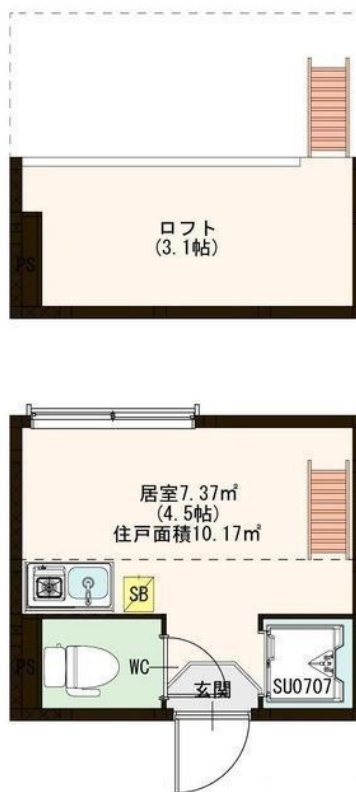 ロフト
(3.1帖)
PS
居室7.37㎡
(4.5帖)
住戸面積10.17㎡
SB
PS
WC
玄関
SU0707